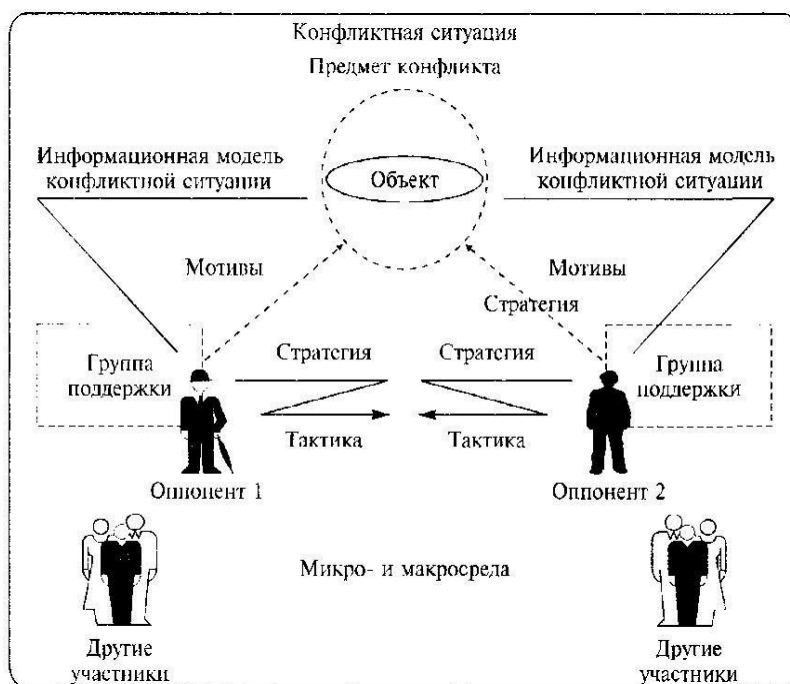 Конфликтная ситуация
Предмет конфликта
Информационная модель
конфликтной ситуации
Объект
Информационная модель
конфликтной ситуации
Мотивы
Мотивы
Стратегия
Группа
поддержки
Стратегия
Стратегия
Группа
поддержки
Тактика
Тактика
Оппонент 1
Оппонент 2
Микро- и макросреда
Другие
участники
Другие
участники